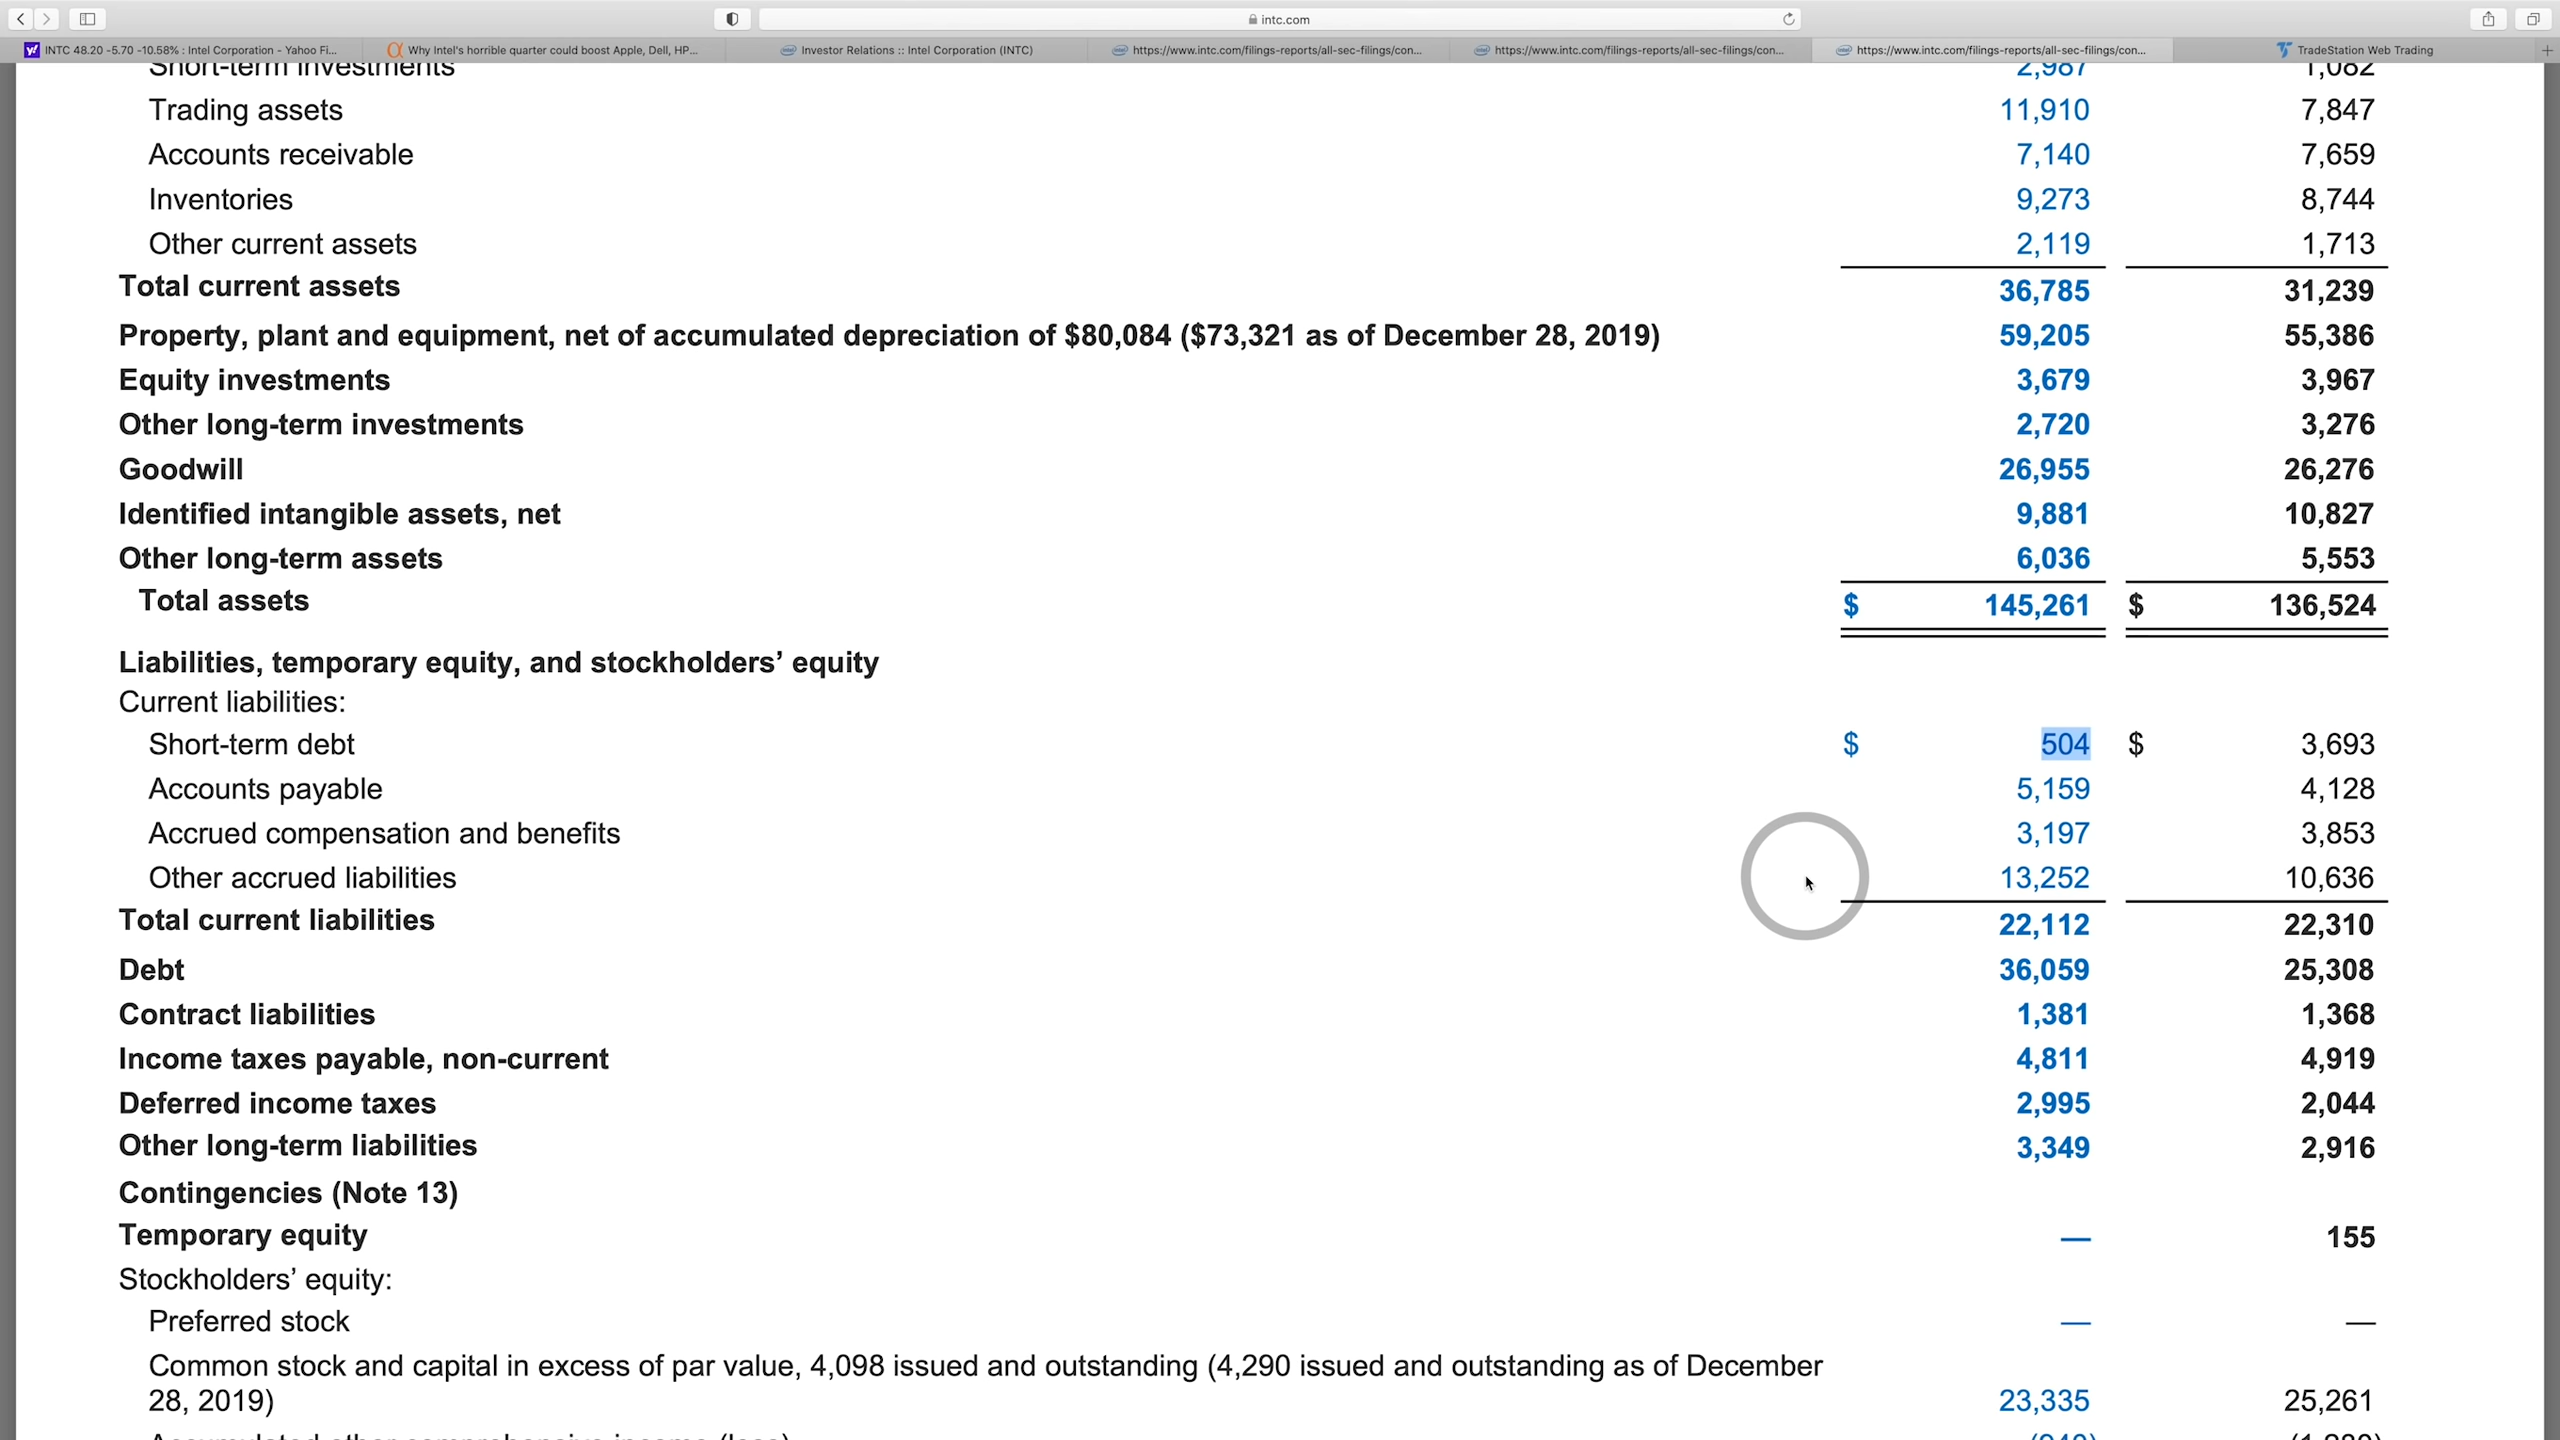 intc.com
INTC 48.20 -5.70 -10.58% : Intel Corporation - Yahoo Fi... Why Intel's horrible quarter could boost Apple, Dell, HP... Investor Relations :: Intel Corporation (INTC) https://www.intc.com/filings-reports/all-sec-filings/con... https://www.intc.com/filings-reports/all-sec-filings/con... https://www.intc.com/filings-reports/all-sec-filings/con... TradeStation Web Trading
Short-term investments 2,987 1,082
Trading assets 11,910 7,847
Accounts receivable 7,140 7,659
Inventories 9,273 8,744
Other current assets 2,119 1,713
Total current assets 36,785 31,239
Property, plant and equipment, net of accumulated depreciation of $80,084 ($73,321 as of December 28, 2019) 59,205 55,386
Equity investments 3,679 3,967
Other long-term investments 2,720 3,276
Goodwill 26,955 26,276
Identified intangible assets, net 9,881 10,827
Other long-term assets 6,036 5,553
Total assets $ 145,261 $ 136,524
Liabilities, temporary equity, and stockholders’ equity
Current liabilities:
Short-term debt $ 504 $ 3,693
Accounts payable 5,159 4,128
Accrued compensation and benefits 3,197 3,853
Other accrued liabilities 13,252 10,636
Total current liabilities 22,112 22,310
Debt 36,059 25,308
Contract liabilities 1,381 1,368
Income taxes payable, non-current 4,811 4,919
Deferred income taxes 2,995 2,044
Other long-term liabilities 3,349 2,916
Contingencies (Note 13)
Temporary equity — 155
Stockholders’ equity:
Preferred stock — —
Common stock and capital in excess of par value, 4,098 issued and outstanding (4,290 issued and outstanding as of December
28, 2019) 23,335 25,261
Accumulated other comprehensive income (loss)